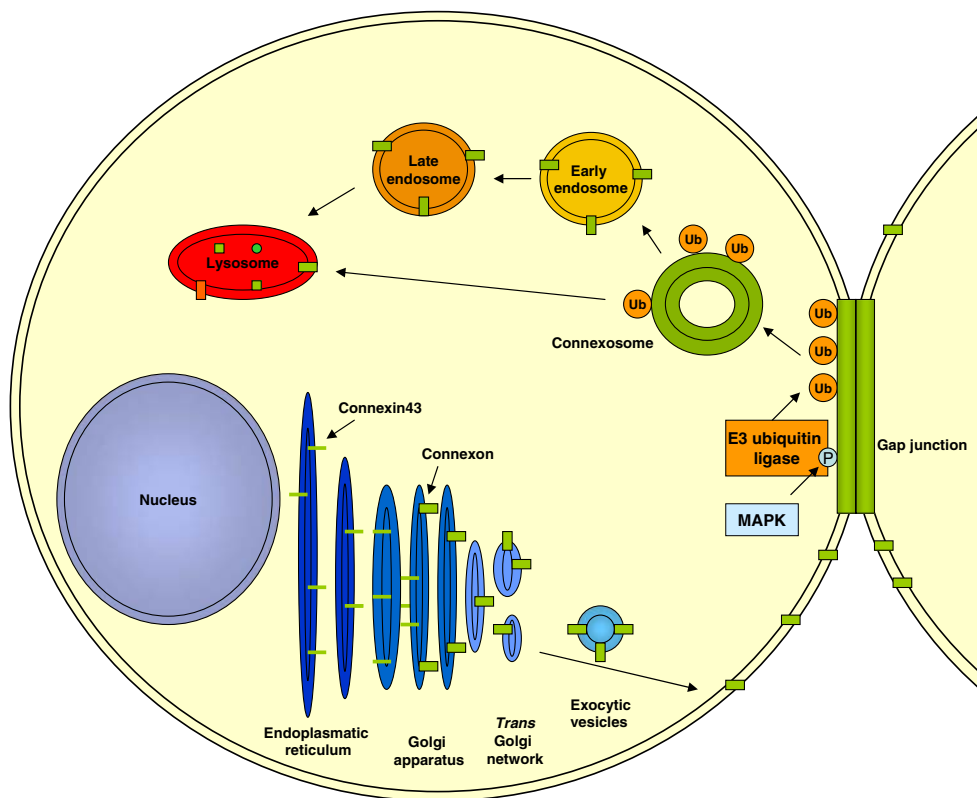 Late
endosome
Early
endosome
Lysosome
Ub
Ub
Ub
Connexosome
Ub
Ub
Ub
E3 ubiquitin
ligase
P
MAPK
Gap junction
Nucleus
Connexin43
Connexon
Endoplasmatic
reticulum
Golgi
apparatus
Trans
Golgi
network
Exocytic
vesicles